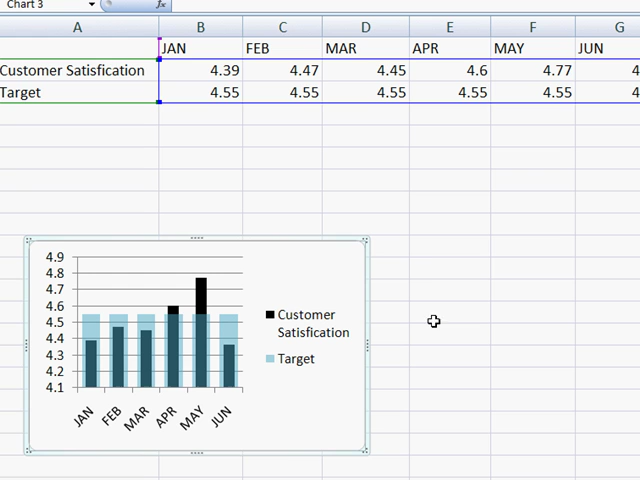 Chart 3 fx
A B C D E F G
JAN FEB MAR APR MAY JUN
Customer Satisfication 4.39 4.47 4.45 4.6 4.77 4
Target 4.55 4.55 4.55 4.55 4.55 4
4.9
4.8
4.7
4.6
4.5
4.4
4.3
4.2
4.1
JAN FEB MAR APR MAY JUN
Customer
Satisfication
Target